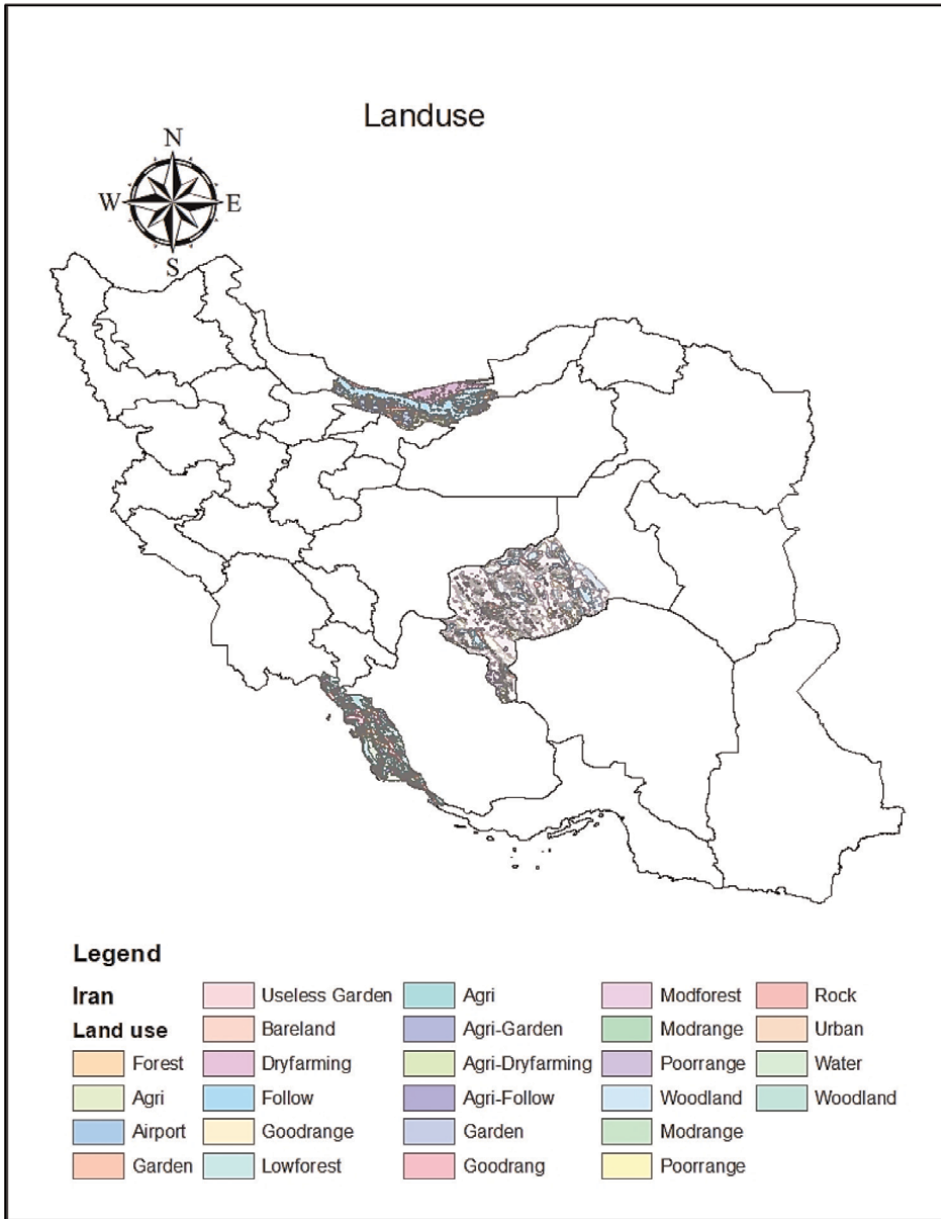 Landuse
N
W E
S
Legend
Iran
Land use
Forest
Agri
Airport
Garden
Useless Garden
Bareland
Dryfarming
Follow
Goodrange
Lowforest
Agri
Agri-Garden
Agri-Dryfarming
Agri-Follow
Garden
Goodrang
Modforest
Modrange
Poorrange
Woodland
Modrange
Poorrange
Rock
Urban
Water
Woodland